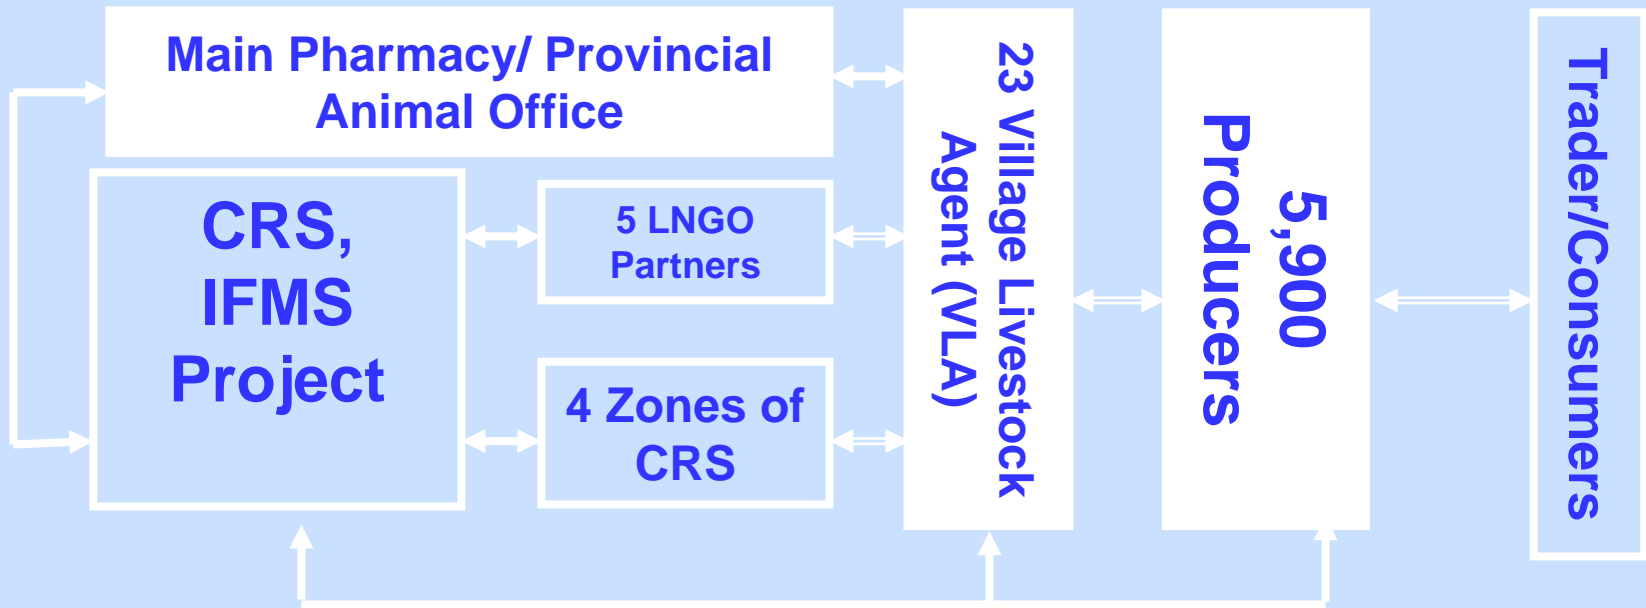 Main Pharmacy/ Provincial
Animal Office
CRS,
IFMS
Project
5 LNGO
Partners
4 Zones of
CRS
23 Village Livestock
Agent (VLA)
5,900
Producers
Trader/Consumers